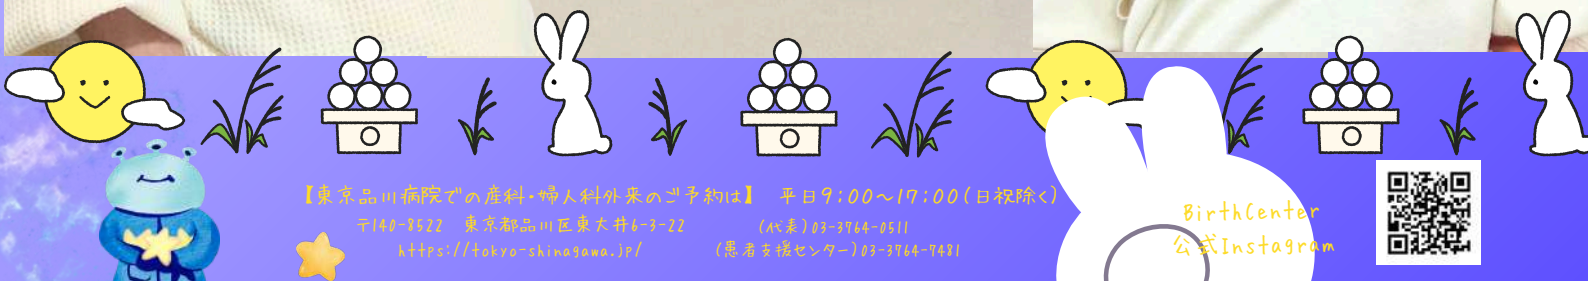 【東京品川病院での産科・婦人科外来のご予約は】 平日9:00～17:00(日祝除く)
〒140-8522 東京都品川区東大井6-3-22 (代表)03-3764-0511
https://tokyo-shinagawa.jp/ (患者支援センター)03-3764-7481
BirthCenter
公式Instagram